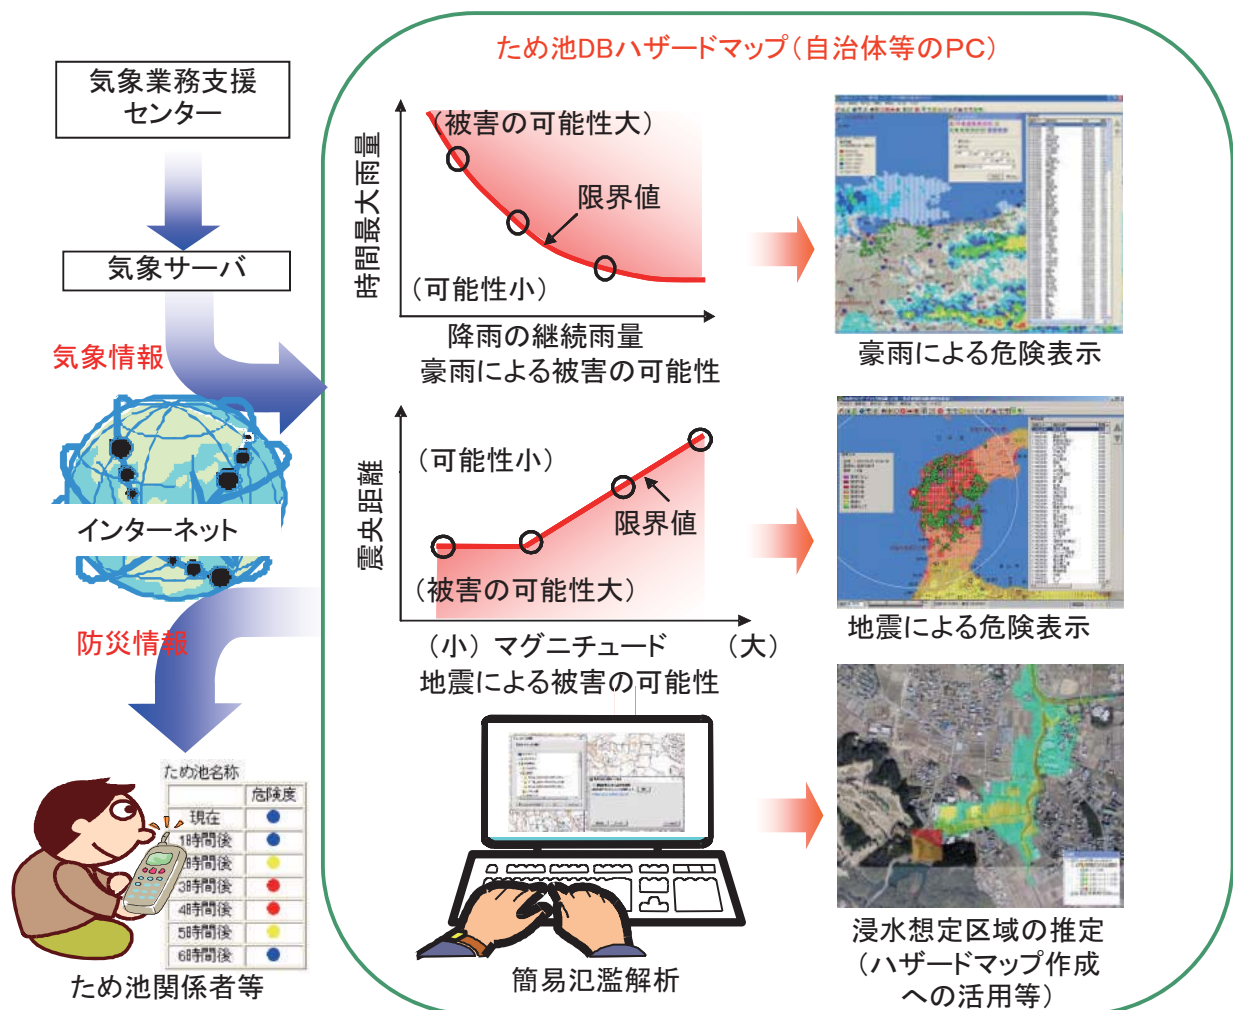 ため池DBハザードマップ（自治体等のPC）
気象業務支援
センター
気象サーバ
気象情報
インターネット
防災情報
ため池名称
危険度
現在
1時間後
2時間後
3時間後
4時間後
5時間後
6時間後
ため池関係者等
時間最大雨量
（被害の可能性大）
限界値
（可能性小）
降雨の継続雨量
豪雨による被害の可能性
豪雨による危険表示
震央距離
（可能性小）
限界値
（被害の可能性大）
（小）マグニチュード （大）
地震による被害の可能性
地震による危険表示
簡易氾濫解析
浸水想定区域の推定
（ハザードマップ作成
への活用等）